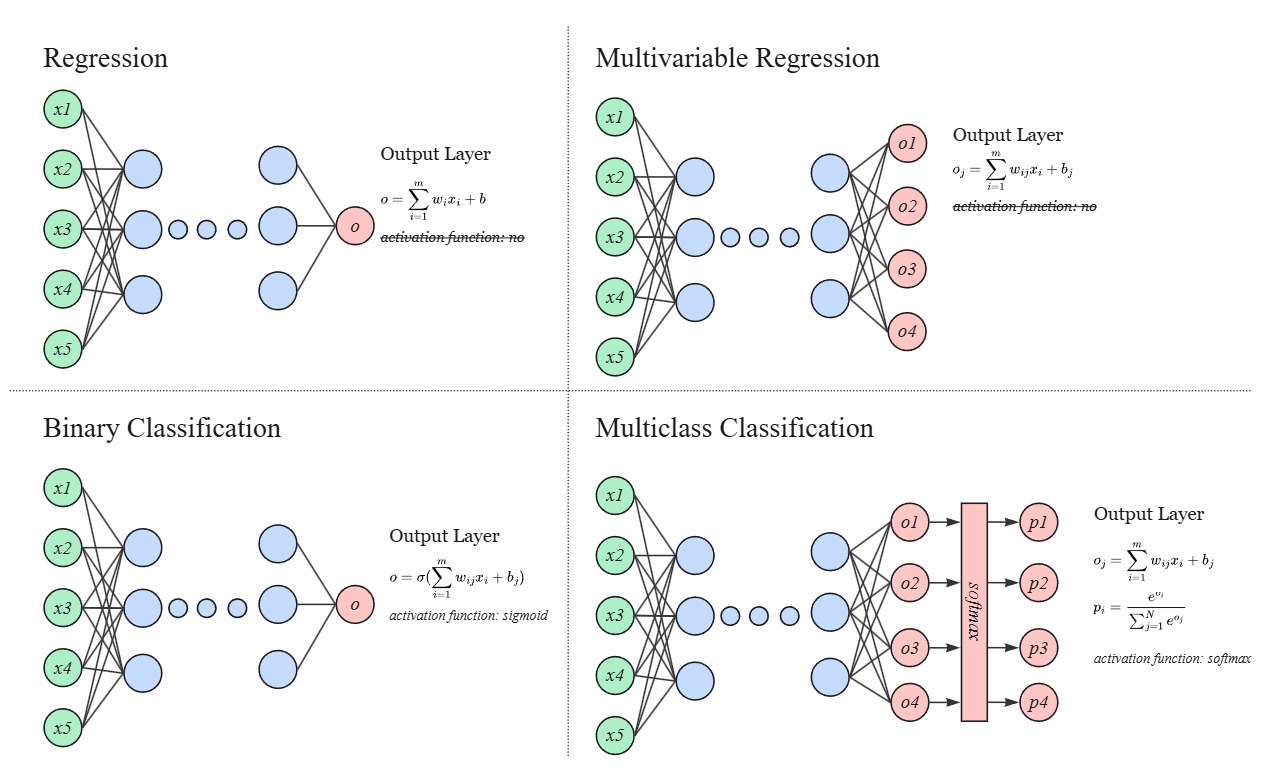 Regression
x1
x2
x3
x4
x5
o
Output Layer
o = \sum_{i=1}^{m} w_i x_i + b
activation function: no
Multivariable Regression
x1
x2
x3
x4
x5
o1
o2
o3
o4
Output Layer
o_j = \sum_{i=1}^{m} w_{ij} x_i + b_j
activation function: no
Binary Classification
x1
x2
x3
x4
x5
o
Output Layer
o = σ(\sum_{i=1}^{m} w_{ij} x_i + b_j)
activation function: sigmoid
Multiclass Classification
x1
x2
x3
x4
x5
o1
o2
o3
o4
softmax
p1
p2
p3
p4
Output Layer
o_j = \sum_{i=1}^{m} w_{ij} x_i + b_j
p_i = \frac{e^{o_i}}{\sum_{j=1}^{N} e^{o_j}}
activation function: softmax